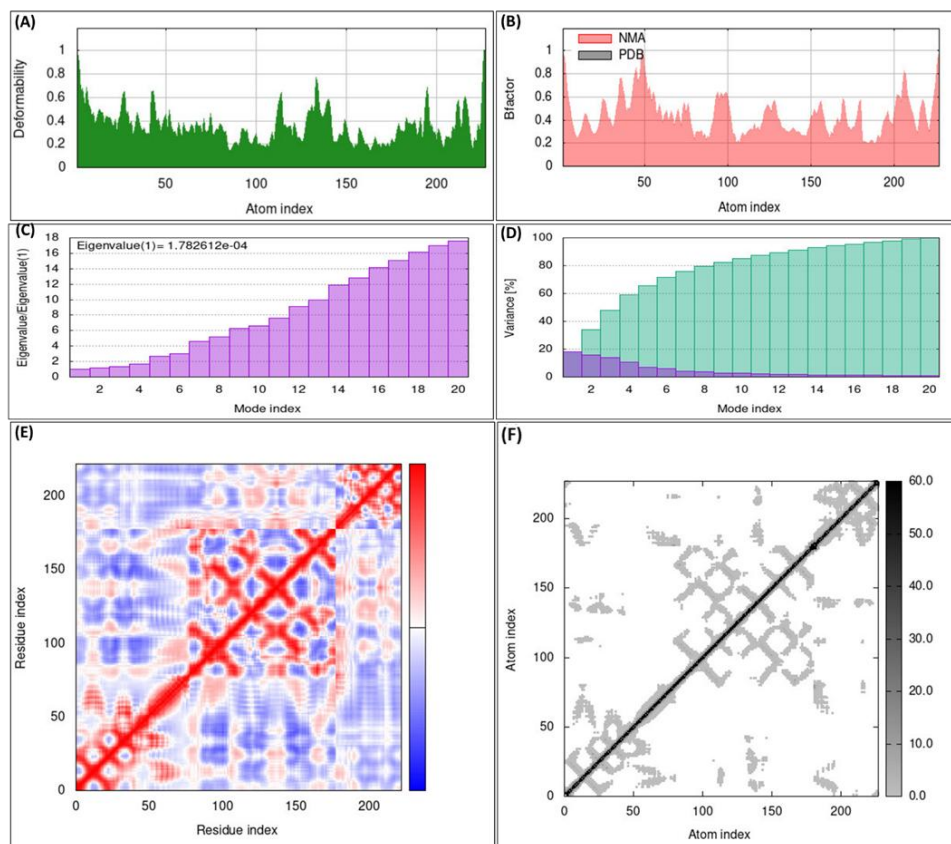 (A)
1
0.8
0.6
0.4
0.2
0
Deformability
50 100 150 200
Atom index
(B)
NMA
PDB
1
0.8
0.6
0.4
0.2
0
Bfactor
50 100 150 200
Atom index
(C)
Eigenvalue(1)= 1.782612e-04
18
16
14
12
10
8
6
4
2
0
Eigenvalue/Eigenvalue(1)
2 4 6 8 10 12 14 16 18 20
Mode index
(D)
100
80
60
40
20
0
Variance [%]
2 4 6 8 10 12 14 16 18 20
Mode index
(E)
200
150
100
50
0
Residue index
0 50 100 150 200
Residue index
(F)
200
150
100
50
0
Atom index
0 50 100 150 200
Atom index
60.0
50.0
40.0
30.0
20.0
10.0
0.0